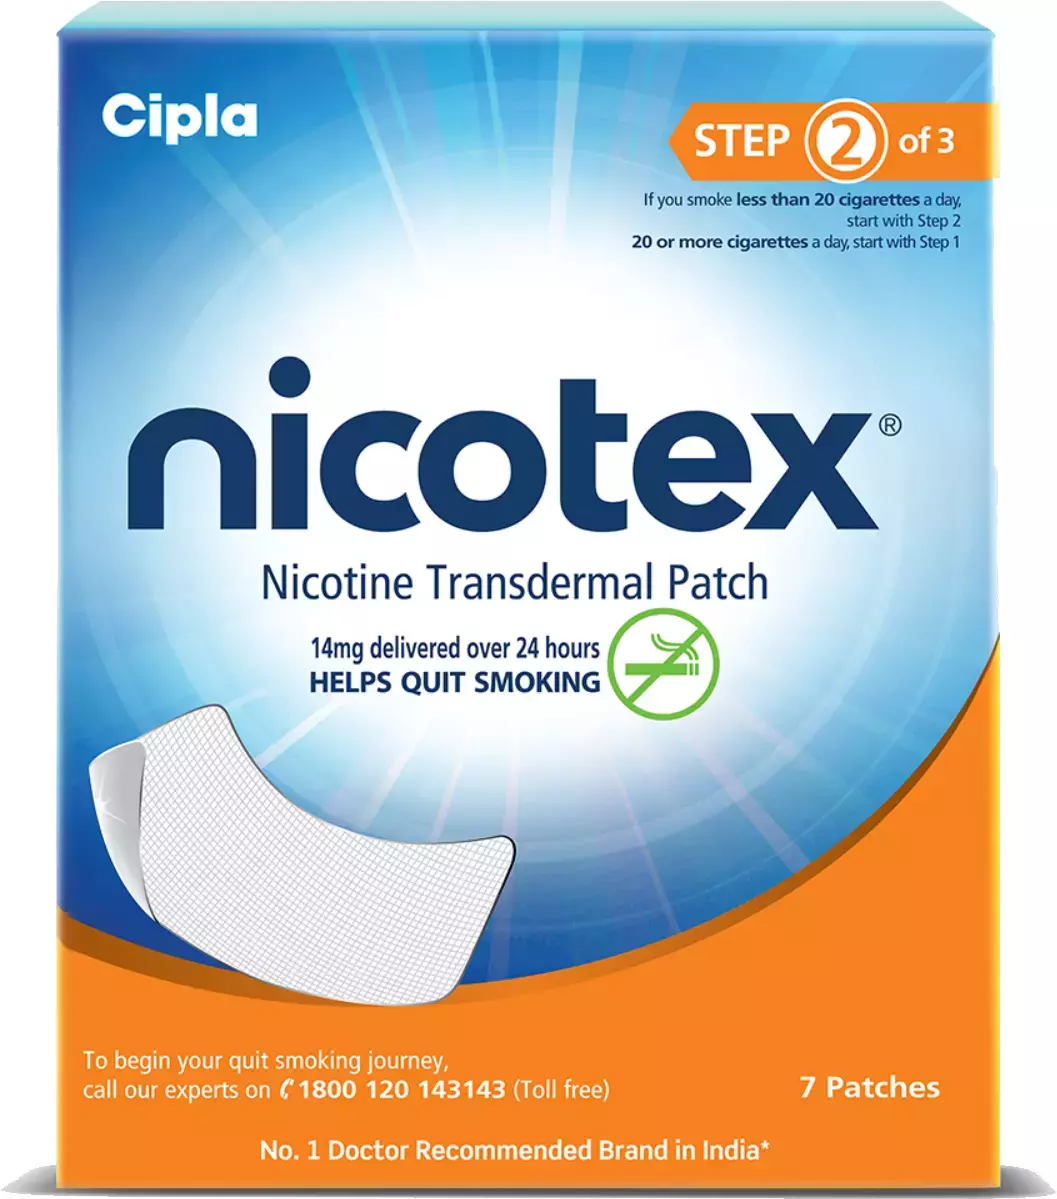 Cipla
STEP 2 of 3
If you smoke less than 20 cigarettes a day,
start with Step 2
20 or more cigarettes a day, start with Step 1
nicotex®
Nicotine Transdermal Patch
14mg delivered over 24 hours
HELPS QUIT SMOKING
To begin your quit smoking journey,
call our experts on 1800 120 143143 (Toll free)
7 Patches
No. 1 Doctor Recommended Brand in India*